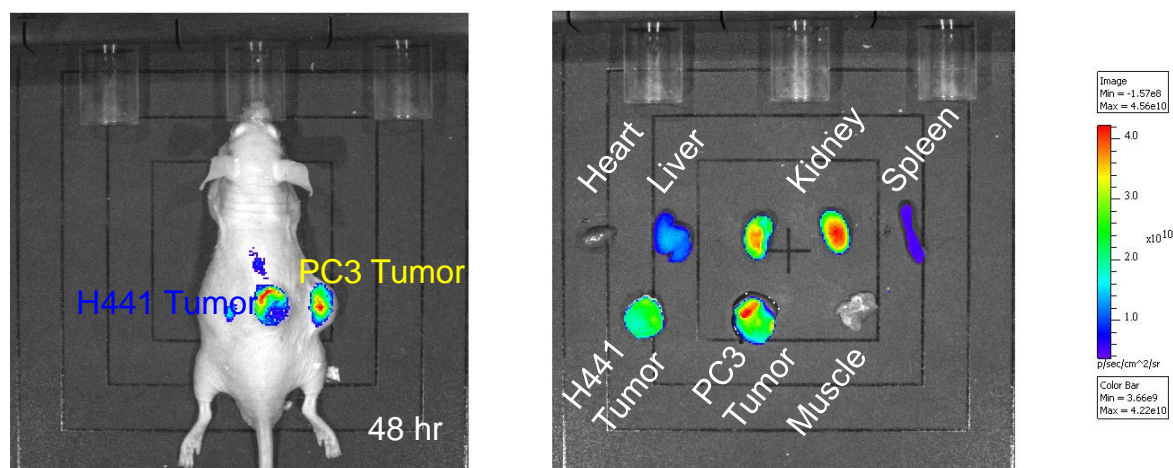 H441 Tumor
PC3 Tumor
48 hr
Heart
Liver
Kidney
Spleen
H441
Tumor
PC3
Tumor
Muscle
Image
Min = -1.57e8
Max = 4.56e10
4.0
3.0
x10^10
2.0
1.0
p/sec/cm^2/sr
Color Bar
Min = 3.66e9
Max = 4.22e10